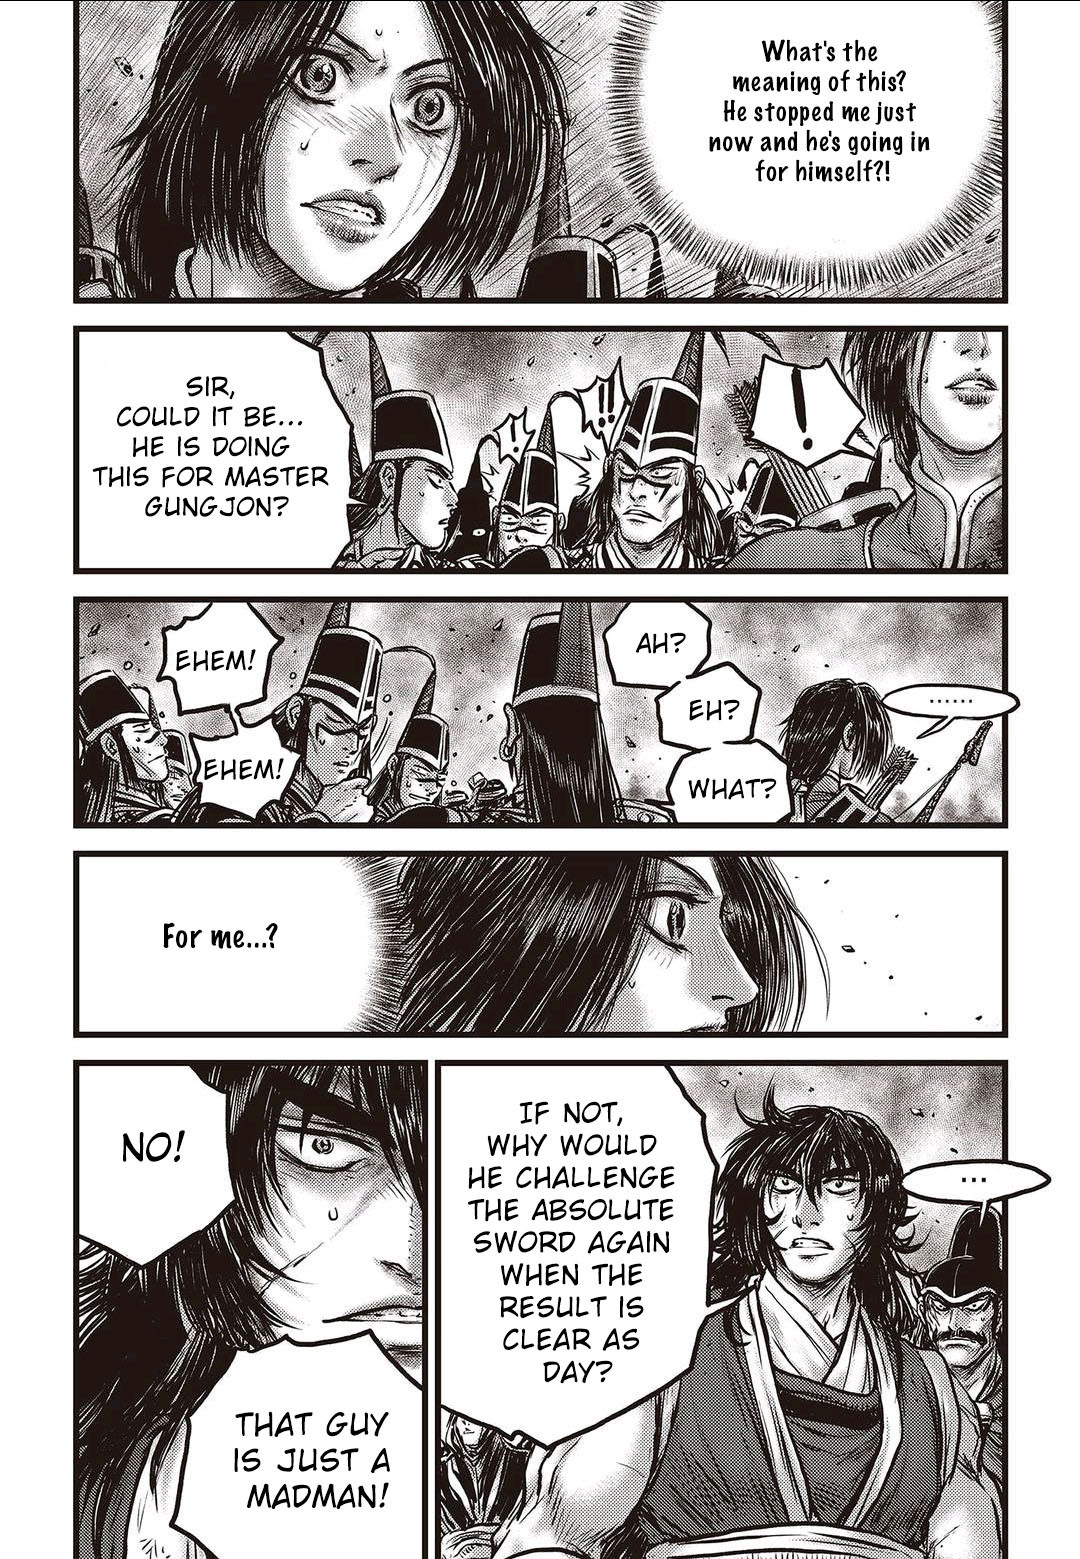 What's the
meaning of this?
He stopped me just
now and he's going in
for himself?!
SIR,
COULD IT BE...
HE IS DOING
THIS FOR MASTER
GUNGJON?
!
!!
!
EHEM!
EHEM!
AH?
EH?
WHAT?
......
For me...?
NO!
THAT GUY
IS JUST A
MADMAN!
IF NOT,
WHY WOULD
HE CHALLENGE
THE ABSOLUTE
SWORD AGAIN
WHEN THE
RESULT IS
CLEAR AS
DAY?
...